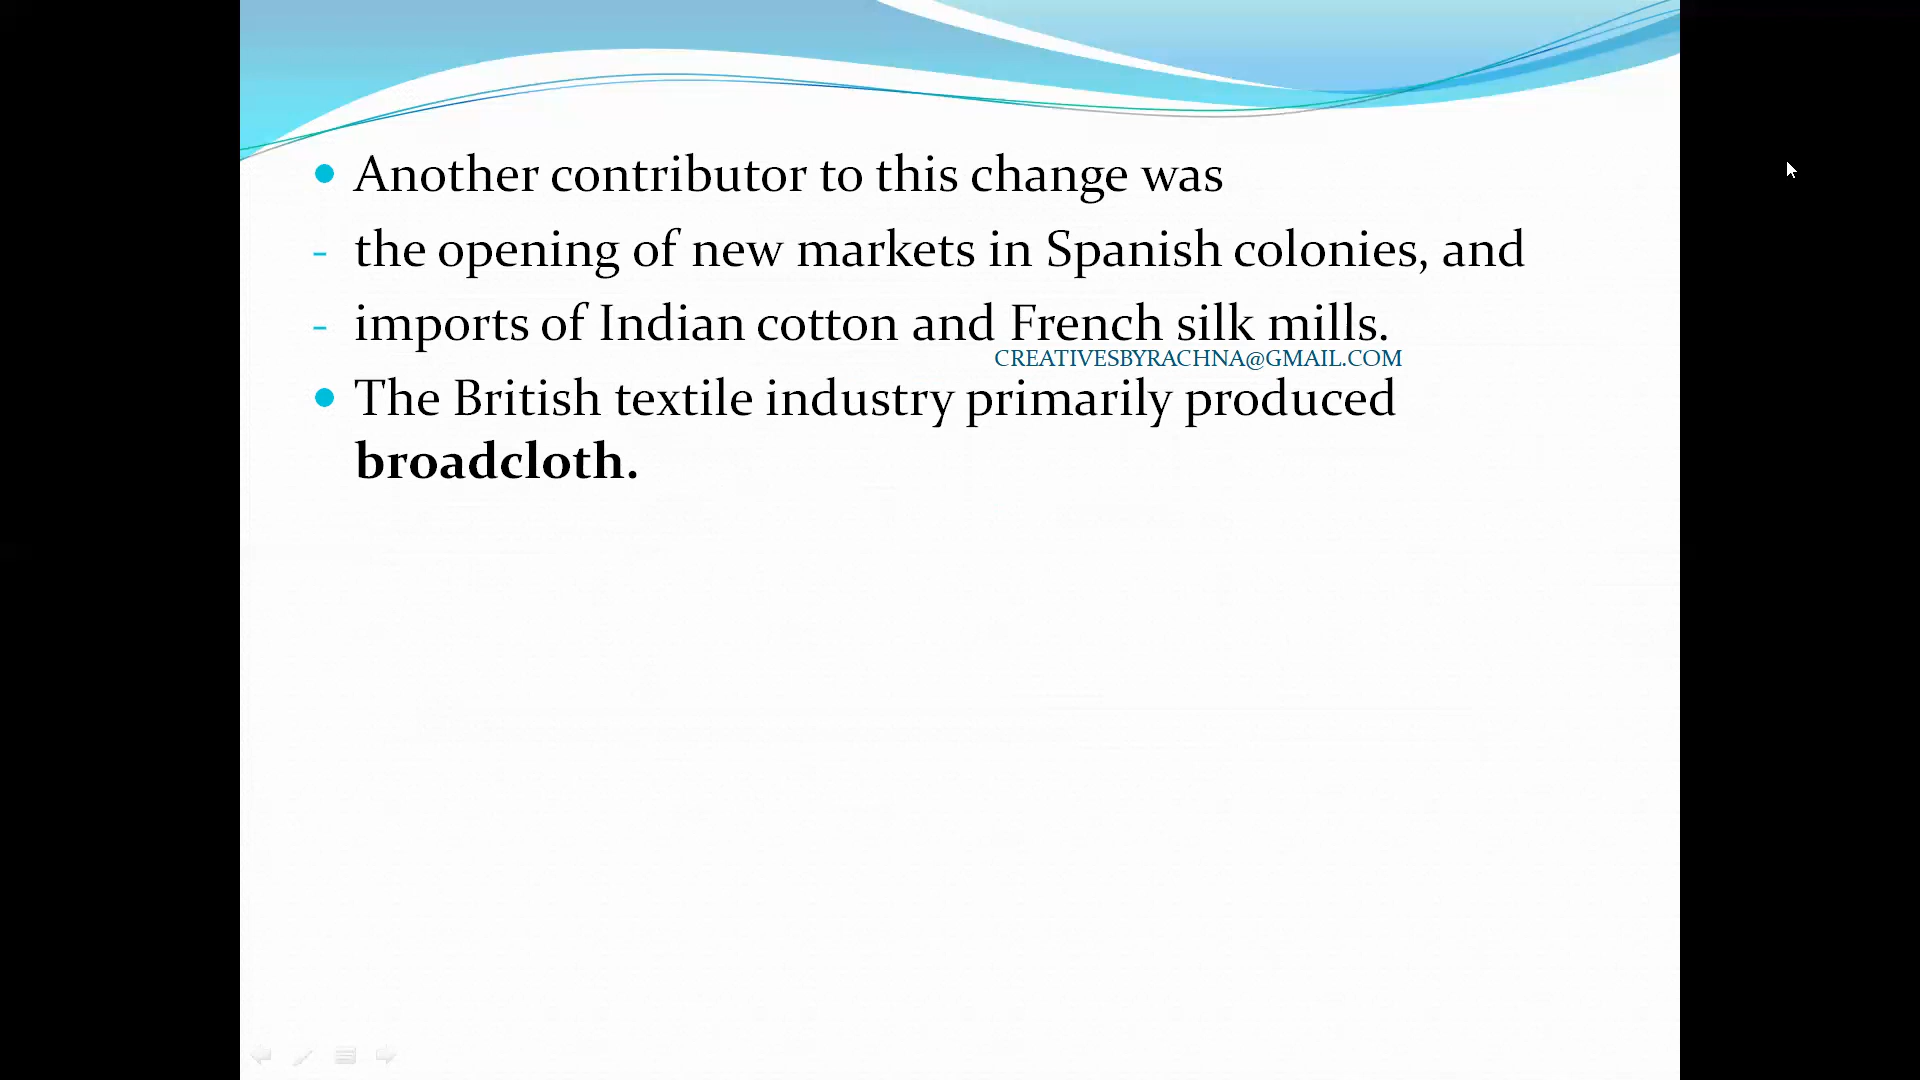 • Another contributor to this change was
- the opening of new markets in Spanish colonies, and
- imports of Indian cotton and French silk mills.
CREATIVESBYRACHNA@GMAIL.COM
• The British textile industry primarily produced
broadcloth.